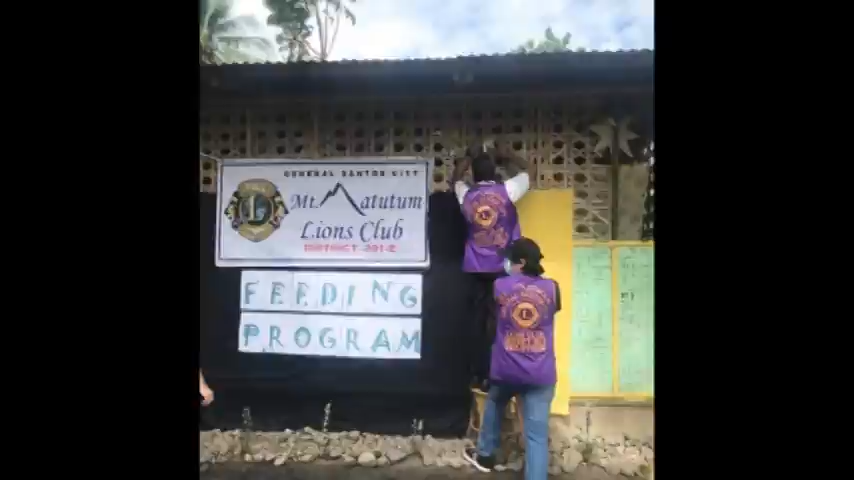 GENERAL SANTOS CITY
Mt. Matutum
Lions Club
DISTRICT 301-E
L
FEEDING
PROGRAM
L
L